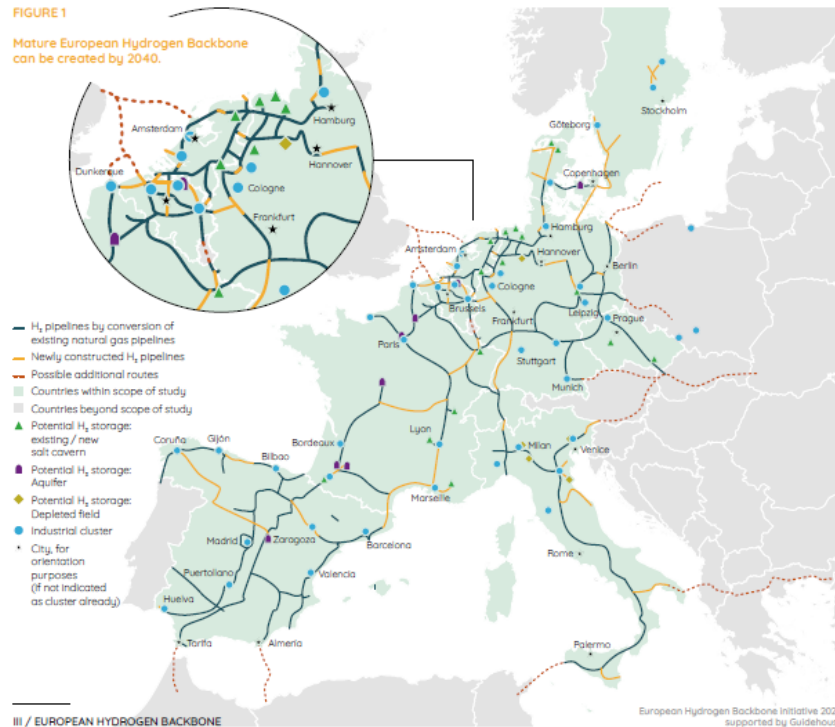 FIGURE 1
Mature European Hydrogen Backbone
can be created by 2040.
Amsterdam
Hamburg
Hannover
Dunkerque
Cologne
Frankfurt
H₂ pipelines by conversion of
existing natural gas pipelines
Newly constructed H₂ pipelines
Possible additional routes
Countries within scope of study
Countries beyond scope of study
Potential H₂ storage:
existing / new
salt cavern
Potential H₂ storage:
Aquifer
Potential H₂ storage:
Depleted field
Industrial cluster
City, for
orientation
purposes
(if not indicated
as cluster already)
Stockholm
Göteborg
Copenhagen
Hamburg
Amsterdam
Hannover
Berlin
Cologne
Leipzig
Brussels
Frankfurt
Prague
Paris
Stuttgart
Munich
Lyon
Milan
Venice
Bordeaux
Coruña
Gijón
Bilbao
Marseille
Madrid
Zaragoza
Barcelona
Rome
Puertollano
Valencia
Huelva
Tarifa
Almería
Palermo
III / EUROPEAN HYDROGEN BACKBONE
European Hydrogen Backbone Initiative
supported by